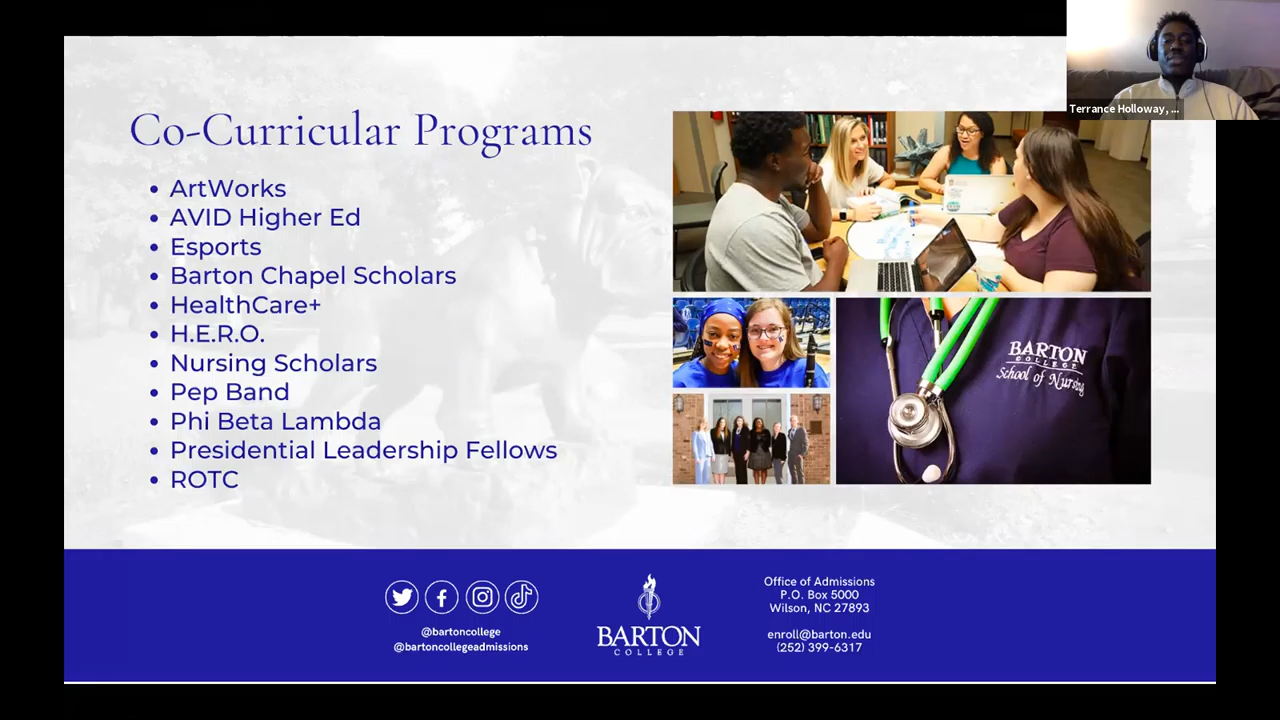 Terrance Holloway, ...
Co-Curricular Programs
• ArtWorks
• AVID Higher Ed
• Esports
• Barton Chapel Scholars
• HealthCare+
• H.E.R.O.
• Nursing Scholars
• Pep Band
• Phi Beta Lambda
• Presidential Leadership Fellows
• ROTC
BARTON
COLLEGE
School of Nursing
@bartoncollege
@bartoncollegeadmissions
BARTON
COLLEGE
Office of Admissions
P.O. Box 5000
Wilson, NC 27893
enroll@barton.edu
(252) 399-6317